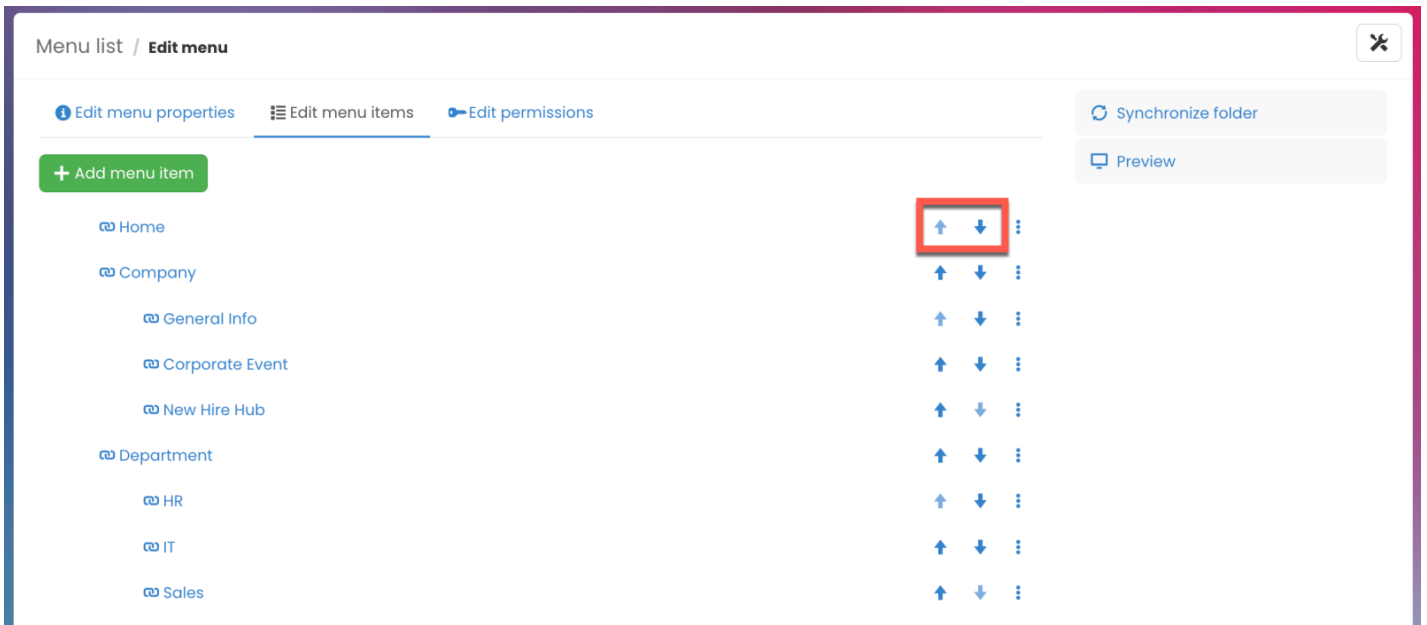 Menu list / Edit menu
Edit menu properties Edit menu items Edit permissions
Synchronize folder
Preview
+ Add menu item
Home
Company
General Info
Corporate Event
New Hire Hub
Department
HR
IT
Sales